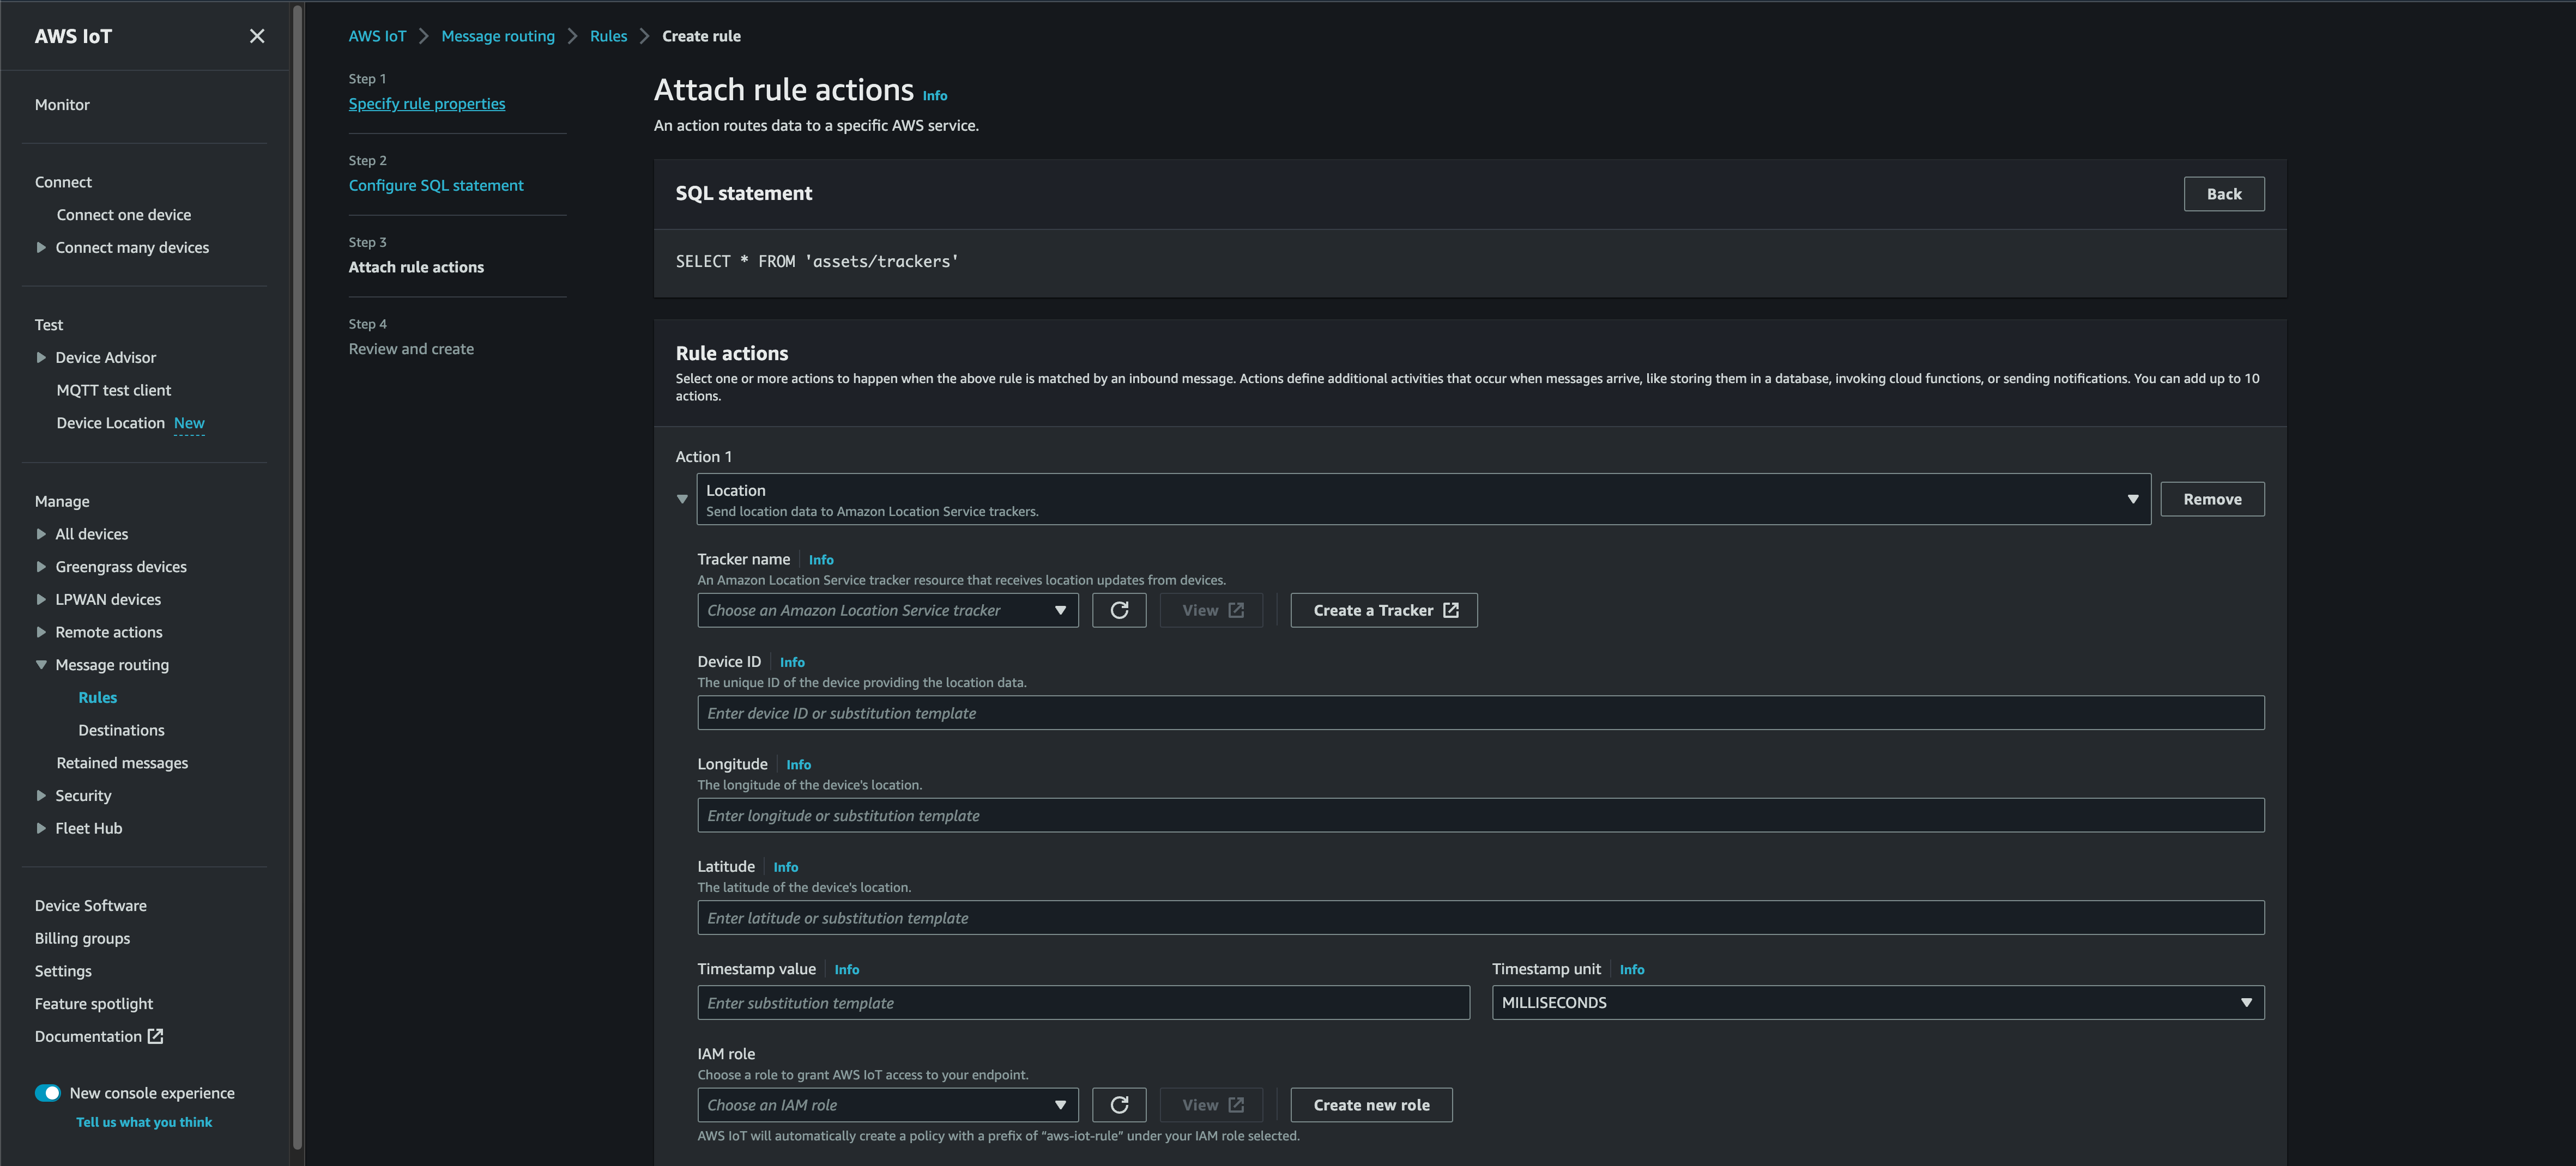 AWS IoT
Monitor
Connect
Connect one device
Connect many devices
Test
Device Advisor
MQTT test client
Device Location New
Manage
All devices
Greengrass devices
LPWAN devices
Remote actions
Message routing
Rules
Destinations
Retained messages
Security
Fleet Hub
Device Software
Billing groups
Settings
Feature spotlight
Documentation
New console experience
Tell us what you think
AWS IoT Message routing Rules Create rule
Step 1
Specify rule properties
Step 2
Configure SQL statement
Step 3
Attach rule actions
Step 4
Review and create
Attach rule actions Info
An action routes data to a specific AWS service.
SQL statement
Back
SELECT * FROM 'assets/trackers'
Rule actions
Select one or more actions to happen when the above rule is matched by an inbound message. Actions define additional activities that occur when messages arrive, like storing them in a database, invoking cloud functions, or sending notifications. You can add up to 10
actions.
Action 1
Location
Send location data to Amazon Location Service trackers.
Remove
Tracker name Info
An Amazon Location Service tracker resource that receives location updates from devices.
Choose an Amazon Location Service tracker View Create a Tracker
Device ID Info
The unique ID of the device providing the location data.
Enter device ID or substitution template
Longitude Info
The longitude of the device's location.
Enter longitude or substitution template
Latitude Info
The latitude of the device's location.
Enter latitude or substitution template
Timestamp value Info Timestamp unit Info
Enter substitution template MILLISECONDS
IAM role
Choose a role to grant AWS IoT access to your endpoint.
Choose an IAM role View Create new role
AWS IoT will automatically create a policy with a prefix of “aws-iot-rule” under your IAM role selected.